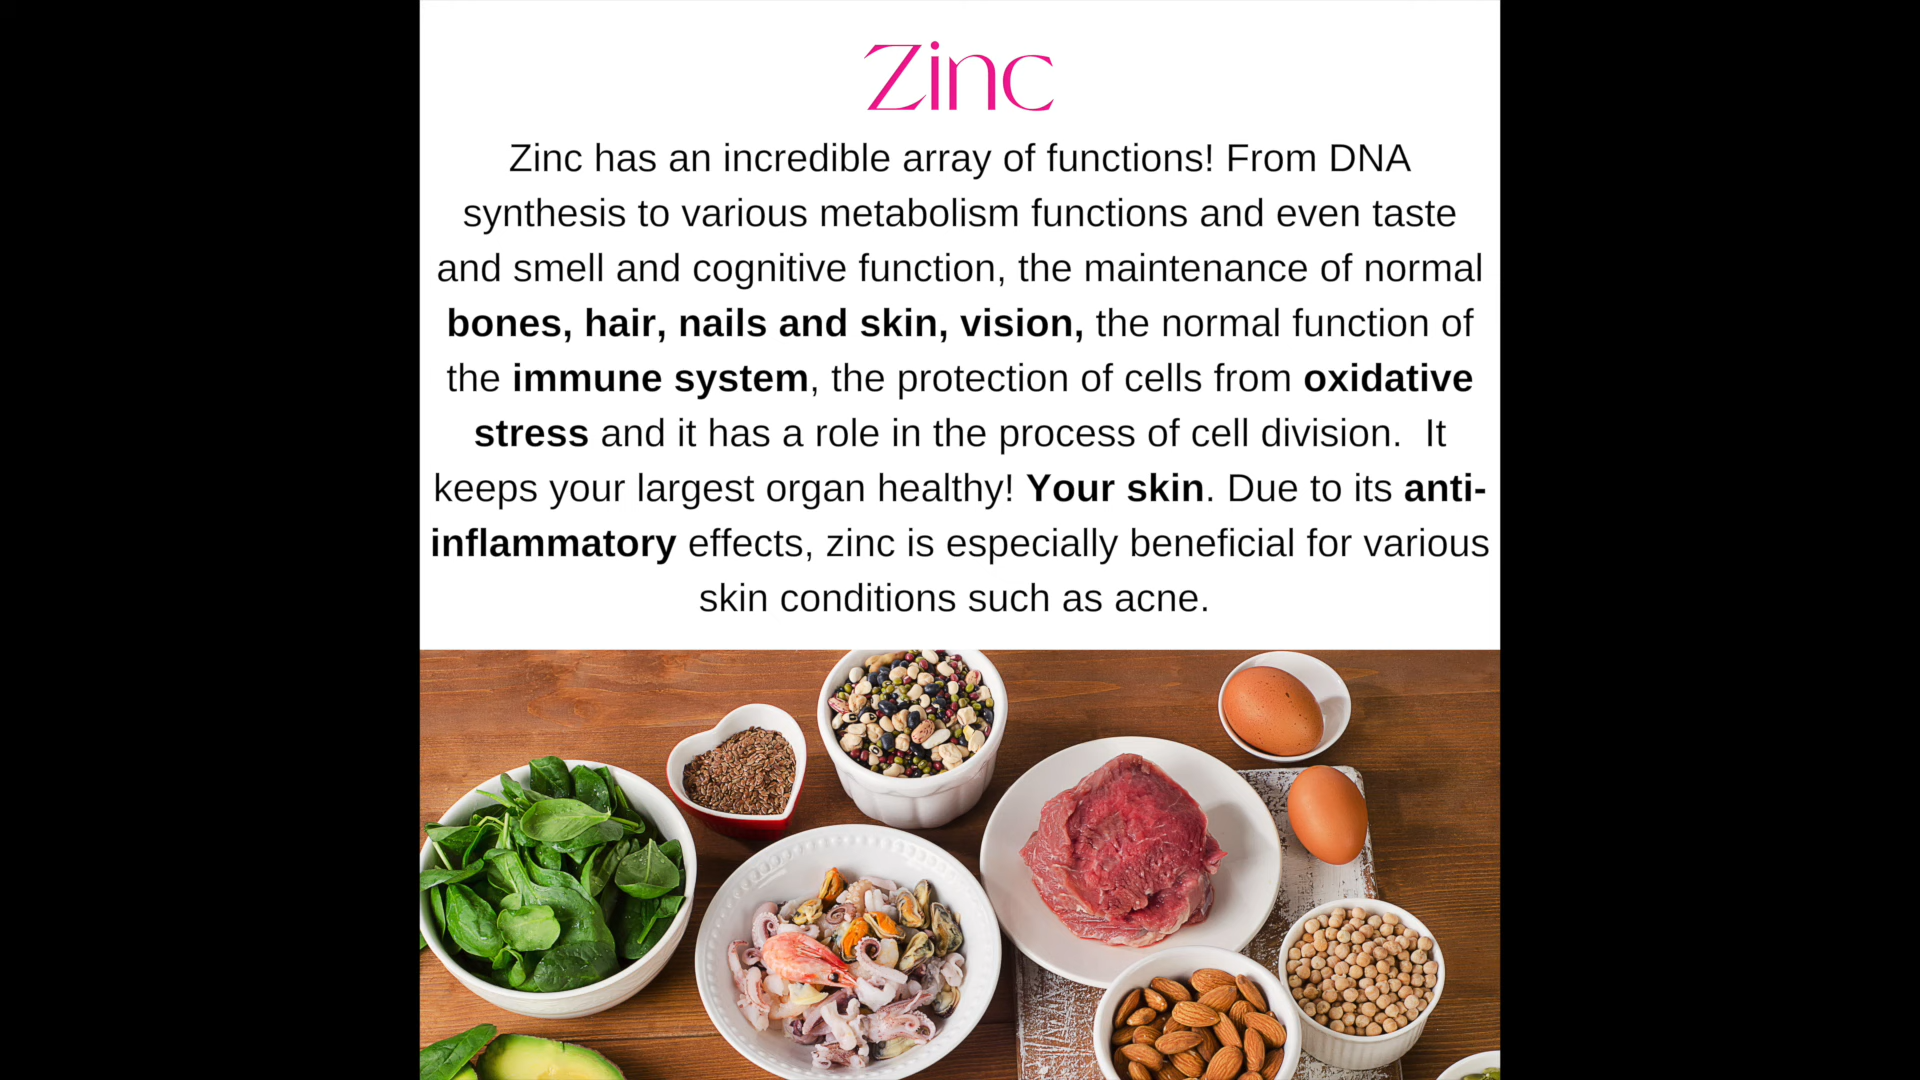 Zinc
Zinc has an incredible array of functions! From DNA
synthesis to various metabolism functions and even taste
and smell and cognitive function, the maintenance of normal
bones, hair, nails and skin, vision, the normal function of
the immune system, the protection of cells from oxidative
stress and it has a role in the process of cell division.  It
keeps your largest organ healthy! Your skin. Due to its anti-
inflammatory effects, zinc is especially beneficial for various
skin conditions such as acne.